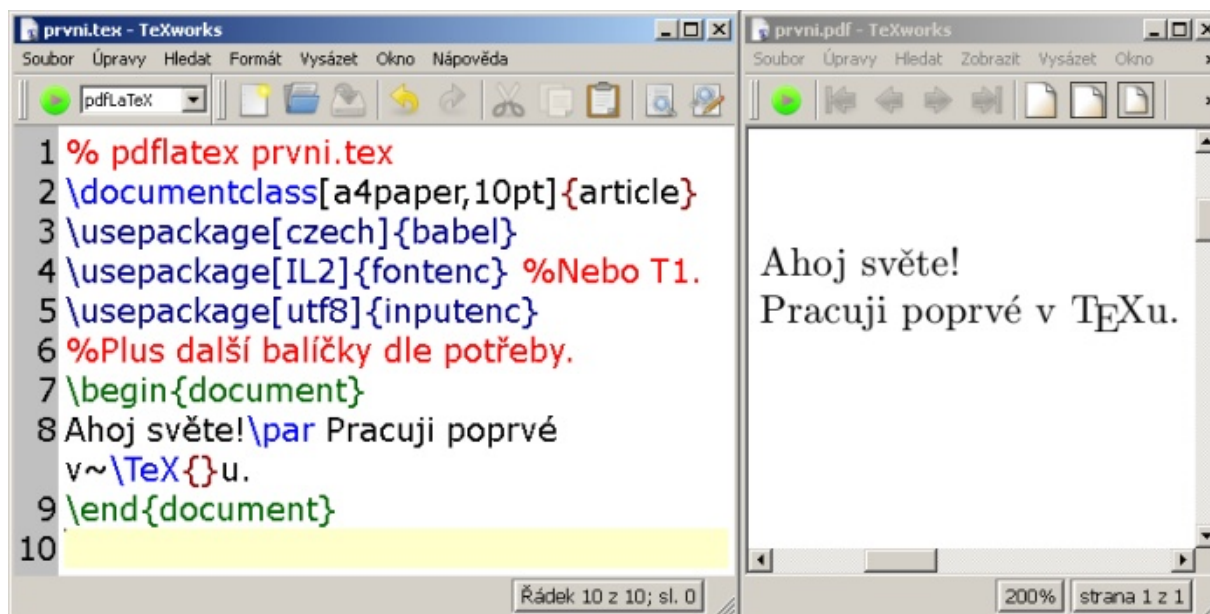 prvni.tex - TeXworks
Soubor Úpravy Hledat Formát Vysázet Okno Nápověda
pdfLaTeX
1 % pdflatex prvni.tex
2 \documentclass[a4paper,10pt]{article}
3 \usepackage[czech]{babel}
4 \usepackage[IL2]{fontenc} %Nebo T1.
5 \usepackage[utf8]{inputenc}
6 %Plus další balíčky dle potřeby.
7 \begin{document}
8 Ahoj světe!\par Pracuji poprvé
v~\TeX{}u.
9 \end{document}
10
Řádek 10 z 10; sl. 0
prvni.pdf - TeXworks
Soubor Úpravy Hledat Zobrazit Vysázet Okno
Ahoj světe!
Pracuji poprvé v TEXu.
200% strana 1 z 1